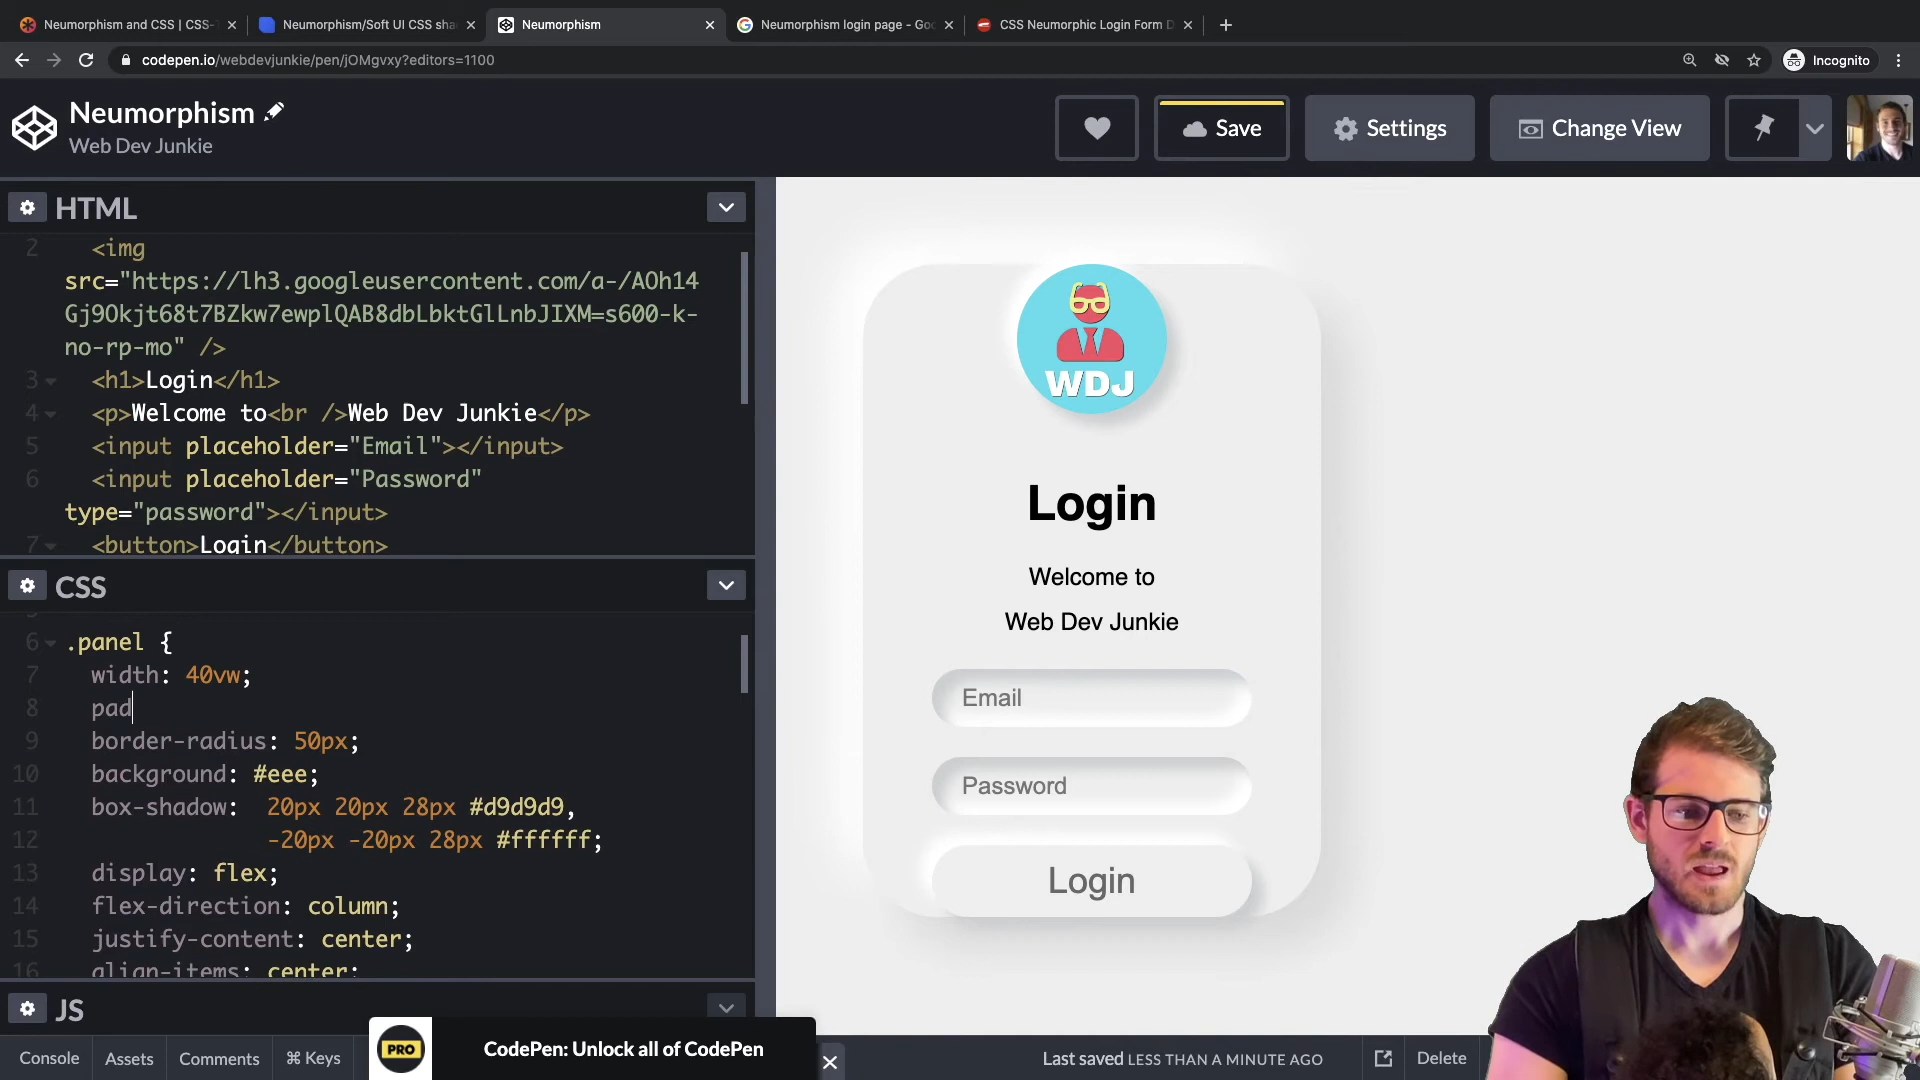 Neumorphism and CSS | CSS-
Neumorphism/Soft UI CSS sha
Neumorphism
Neumorphism login page - Goo
CSS Neumorphic Login Form D
codepen.io/webdevjunkie/pen/jOMgvxy?editors=1100
Incognito
Neumorphism
Web Dev Junkie
Save
Settings
Change View
HTML
2 <img
src="https://lh3.googleusercontent.com/a-/AOh14
Gj9Okjt68t7BZkw7ewplQAB8dbLbktGlLnbJIXM=s600-k-
no-rp-mo" />
3 <h1>Login</h1>
4 <p>Welcome to<br />Web Dev Junkie</p>
5 <input placeholder="Email"></input>
6 <input placeholder="Password"
type="password"></input>
7 <button>Login</button>
CSS
6 .panel {
7 width: 40vw;
8 pad
9 border-radius: 50px;
10 background: #eee;
11 box-shadow: 20px 20px 28px #d9d9d9,
12 -20px -20px 28px #ffffff;
13 display: flex;
14 flex-direction: column;
15 justify-content: center;
16 align-items: center;
JS
WDJ
Login
Welcome to
Web Dev Junkie
Email
Password
Login
Console
Assets
Comments
⌘ Keys
PRO
CodePen: Unlock all of CodePen
Last saved LESS THAN A MINUTE AGO
Delete